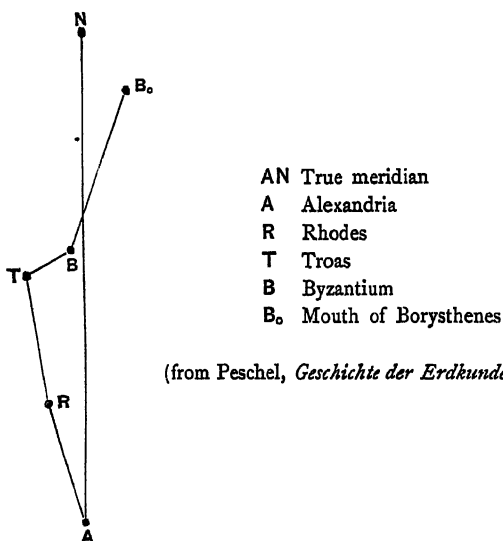 N
B₀
T
B
R
A
AN True meridian
A Alexandria
R Rhodes
T Troas
B Byzantium
B₀ Mouth of Borysthenes
(from Peschel, Geschichte der Erdkunde